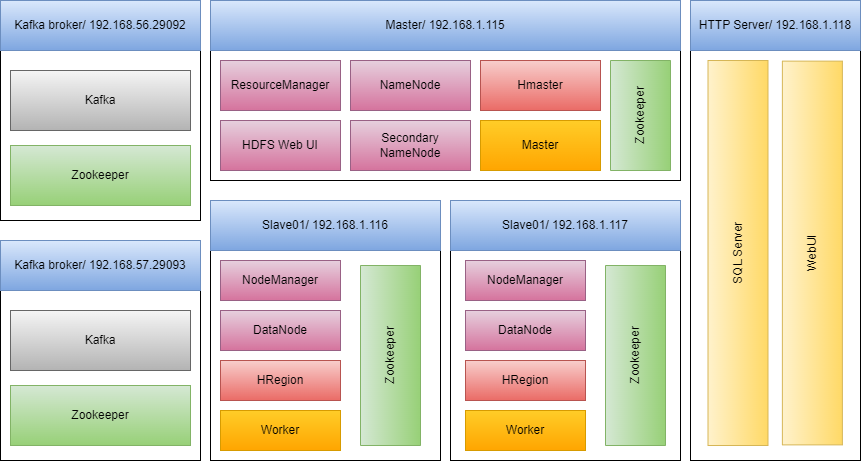 Kafka broker/ 192.168.56.29092
Kafka
Zookeeper
Kafka broker/ 192.168.57.29093
Kafka
Zookeeper
Master/ 192.168.1.115
ResourceManager
NameNode
Hmaster
HDFS Web UI
Secondary
NameNode
Master
Zookeeper
Slave01/ 192.168.1.116
NodeManager
DataNode
HRegion
Worker
Zookeeper
Slave01/ 192.168.1.117
NodeManager
DataNode
HRegion
Worker
Zookeeper
HTTP Server/ 192.168.1.118
SQL Server
WebUI